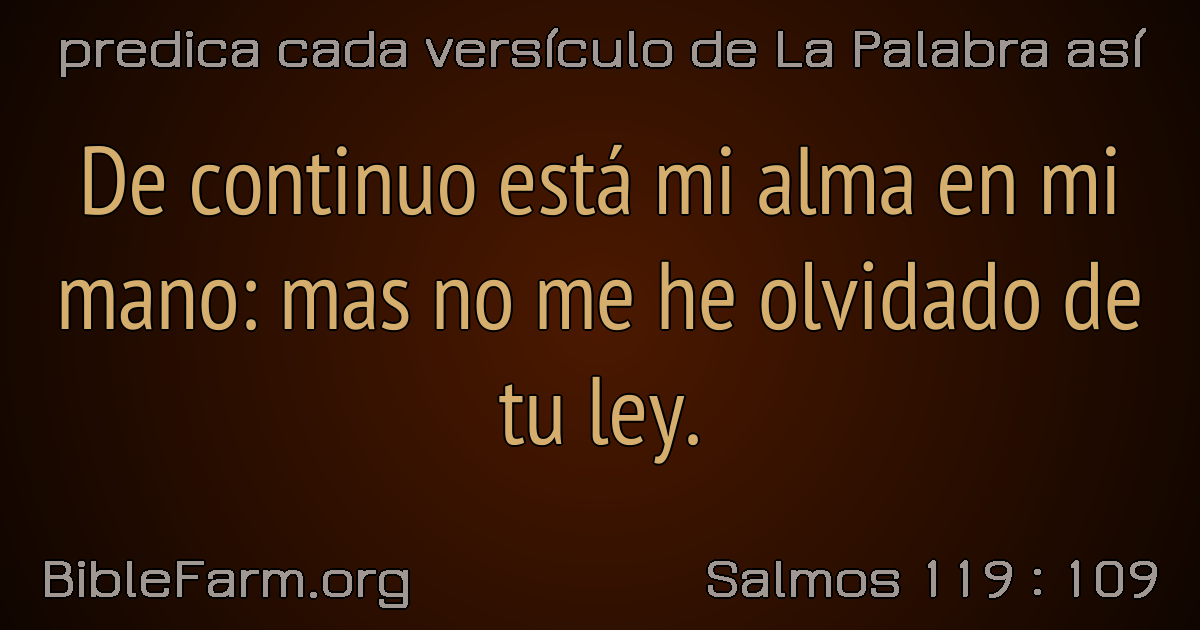 predica cada versículo de La Palabra así
De continuo está mi alma en mi
mano: mas no me he olvidado de
tu ley.
BibleFarm.org
Salmos 119 : 109